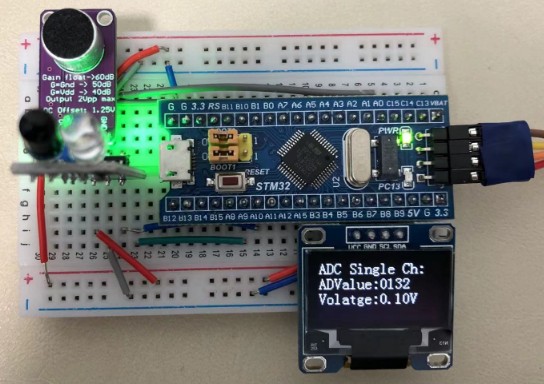 Gain float->60dB
G=Gnd -> 50dB
G=Vdd -> 40dB
Output 2Vpp max
DC Offset: 1.25V
G G 3.3 RS B11 B10 B1 B0 A7 A6 A5 A4 A3 A2 A1 A0 C15 C14 C13 VBAT
PWR
BOOT1
RESET
STM32
U2
PC13
B12 B13 B14 B15 A8 A9 A10 A11 A12 A15 B3 B4 B5 B6 B7 B8 B9 5V G 3.3
VCC GND SCL SDA
ADC Single Ch:
ADValue:0132
Volatge:0.10V
f g h i j